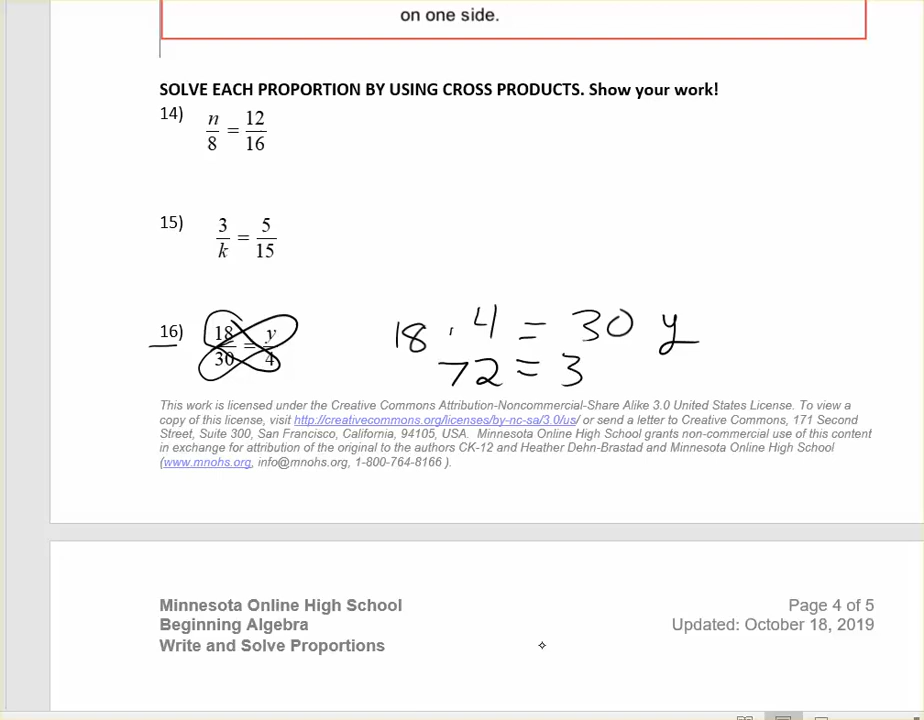 on one side.
SOLVE EACH PROPORTION BY USING CROSS PRODUCTS. Show your work!
14) n/8 = 12/16
15) 3/k = 5/15
16) 18/30 = y/4
18 · 4 = 30 y
72 = 3
This work is licensed under the Creative Commons Attribution-Noncommercial-Share Alike 3.0 United States License. To view a
copy of this license, visit http://creativecommons.org/licenses/by-nc-sa/3.0/us/ or send a letter to Creative Commons, 171 Second
Street, Suite 300, San Francisco, California, 94105, USA.  Minnesota Online High School grants non-commercial use of this content
in exchange for attribution of the original to the authors CK-12 and Heather Dehn-Brastad and Minnesota Online High School
(www.mnohs.org, info@mnohs.org, 1-800-764-8166 ).
Minnesota Online High School
Page 4 of 5
Beginning Algebra
Updated: October 18, 2019
Write and Solve Proportions